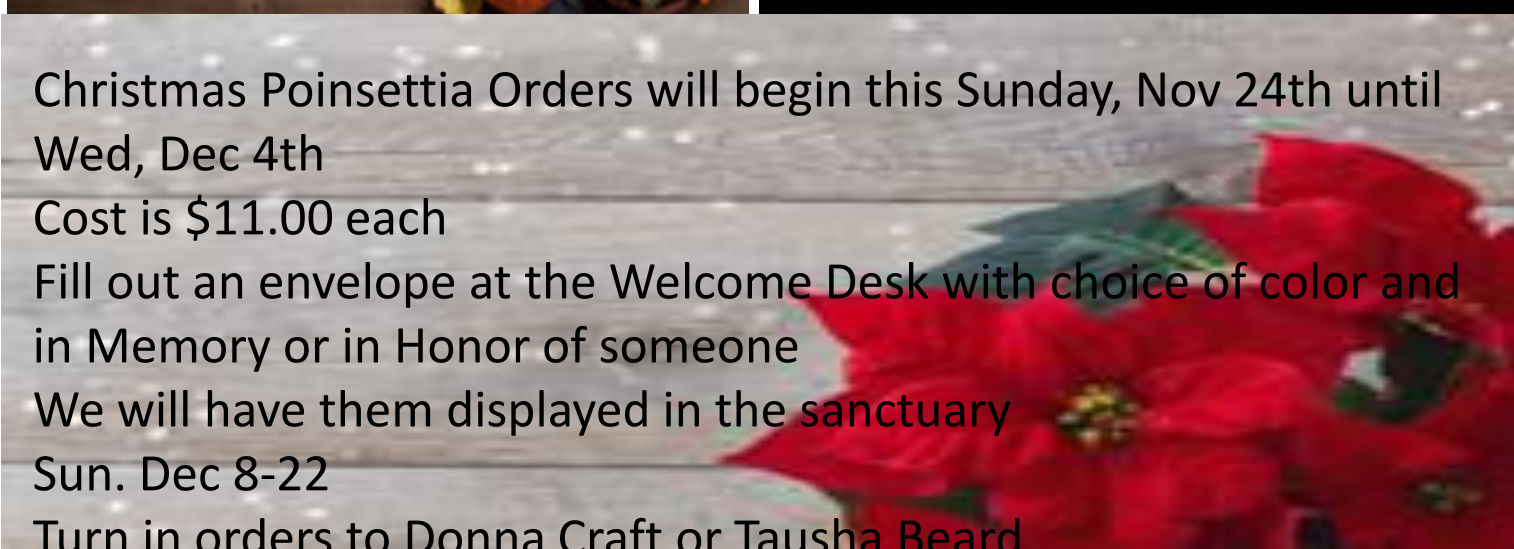 Christmas Poinsettia Orders will begin this Sunday, Nov 24th until
Wed, Dec 4th
Cost is $11.00 each
Fill out an envelope at the Welcome Desk with choice of color and
in Memory or in Honor of someone
We will have them displayed in the sanctuary
Sun. Dec 8-22
Turn in orders to Donna Craft or Tausha Beard